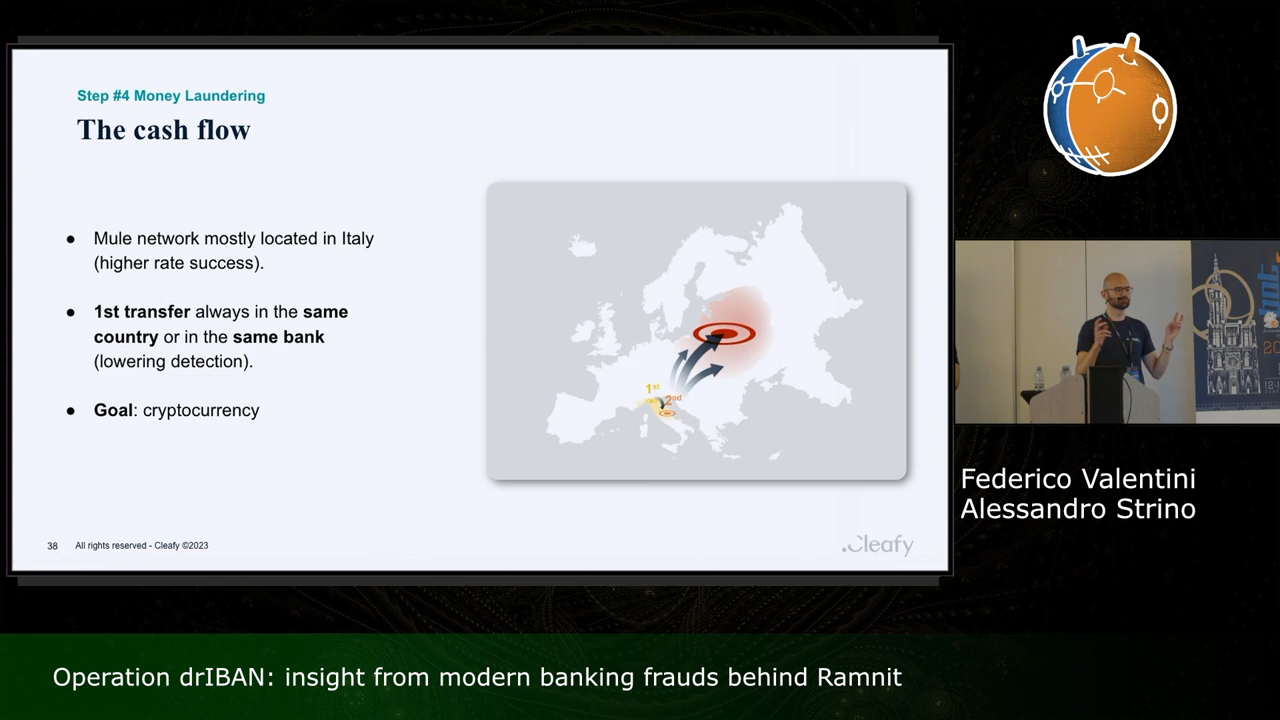 Step #4 Money Laundering
The cash flow
● Mule network mostly located in Italy
(higher rate success).
● 1st transfer always in the same
country or in the same bank
(lowering detection).
● Goal: cryptocurrency
1st
2nd
38 All rights reserved - Cleafy ©2023
.Cleafy
Federico Valentini
Alessandro Strino
Operation drIBAN: insight from modern banking frauds behind Ramnit